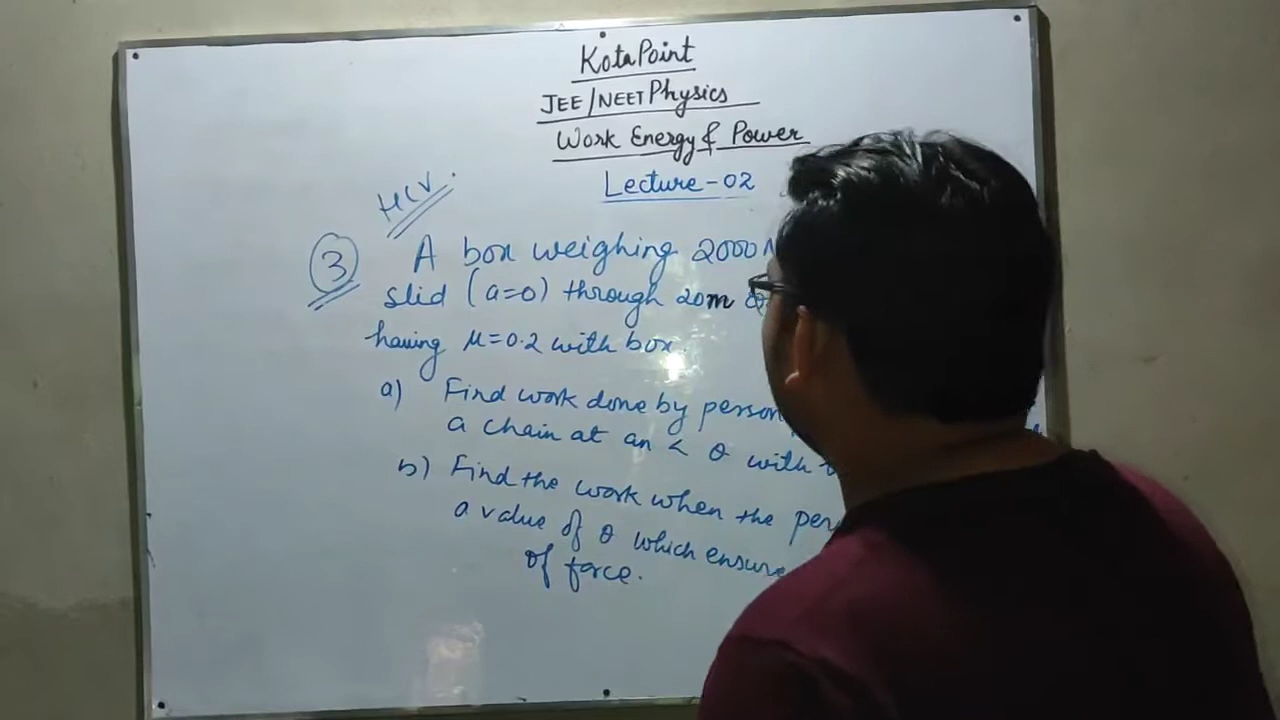 Kota Point
JEE/NEET Physics
Work Energy & Power
Lecture-02
HCV.
3 A box weighing 2000
slid (a=0) through 20m
having μ=0.2 with box
a) Find work done by person
a chain at an < θ with
b) Find the work when the
a value of θ which ensure
of force.